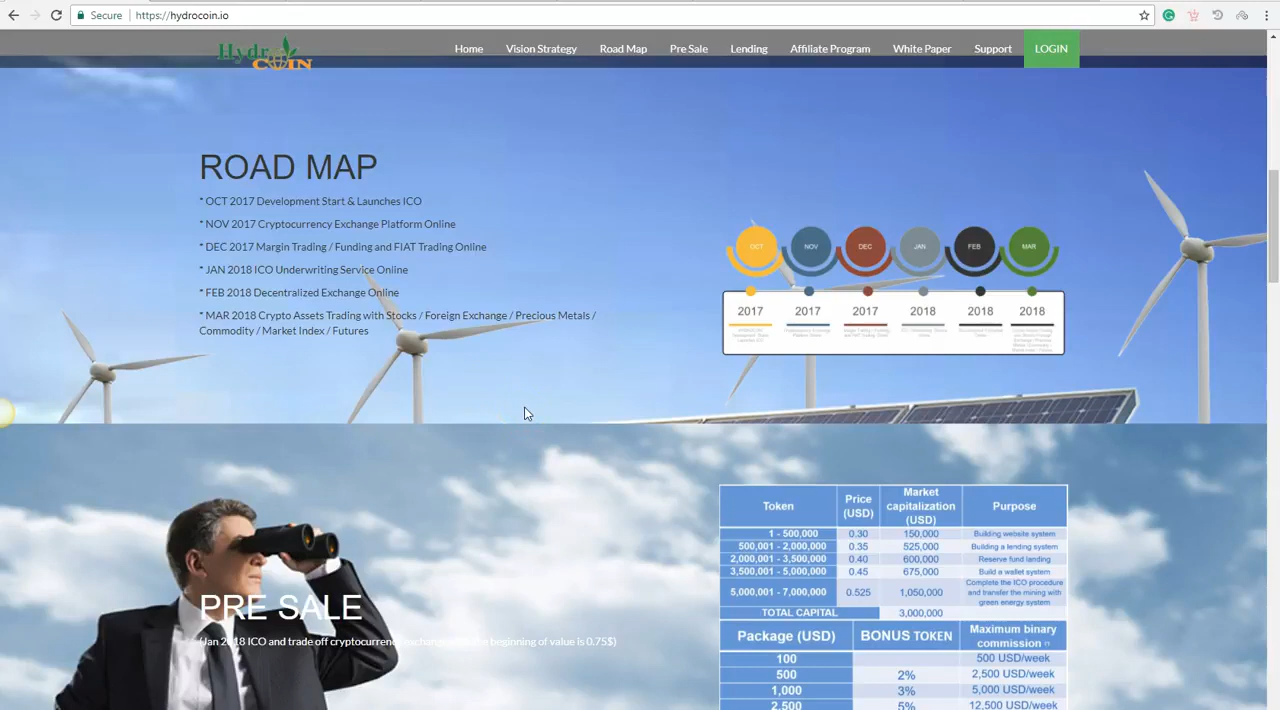 Secure https://hydrocoin.io
Hydro COIN
Home Vision Strategy Road Map Pre Sale Lending Affiliate Program White Paper Support LOGIN
ROAD MAP
* OCT 2017 Development Start & Launches ICO
* NOV 2017 Cryptocurrency Exchange Platform Online
* DEC 2017 Margin Trading / Funding and FIAT Trading Online
* JAN 2018 ICO Underwriting Service Online
* FEB 2018 Decentralized Exchange Online
* MAR 2018 Crypto Assets Trading with Stocks / Foreign Exchange / Precious Metals /
Commodity / Market Index / Futures
OCT NOV DEC JAN FEB MAR
2017 2017 2017 2018 2018 2018
PRE SALE
(Jan 2018 ICO and trade off cryptocurrency beginning of value is 0.75$)
Token Price (USD) Market capitalization (USD) Purpose
1 - 500,000 0.30 150,000 Building website system
500,001 - 2,000,000 0.35 525,000 Building a lending system
2,000,001 - 3,500,000 0.40 600,000 Reserve fund landing
3,500,001 - 5,000,000 0.45 675,000 Build a wallet system
5,000,001 - 7,000,000 0.525 1,050,000 Complete the ICO procedure and transfer the mining with green energy system
TOTAL CAPITAL 3,000,000
Package (USD) BONUS TOKEN Maximum binary commission
100 500 USD/week
500 2% 2,500 USD/week
1,000 3% 5,000 USD/week
2,500 5% 12,500 USD/week